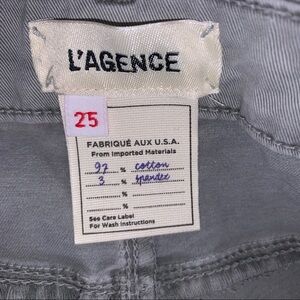 L'AGENCE
25
FABRIQUÉ AUX U.S.A.
From Imported Materials
97 % cotton
3 % spandex
%
%
See Care Label
For Wash Instructions